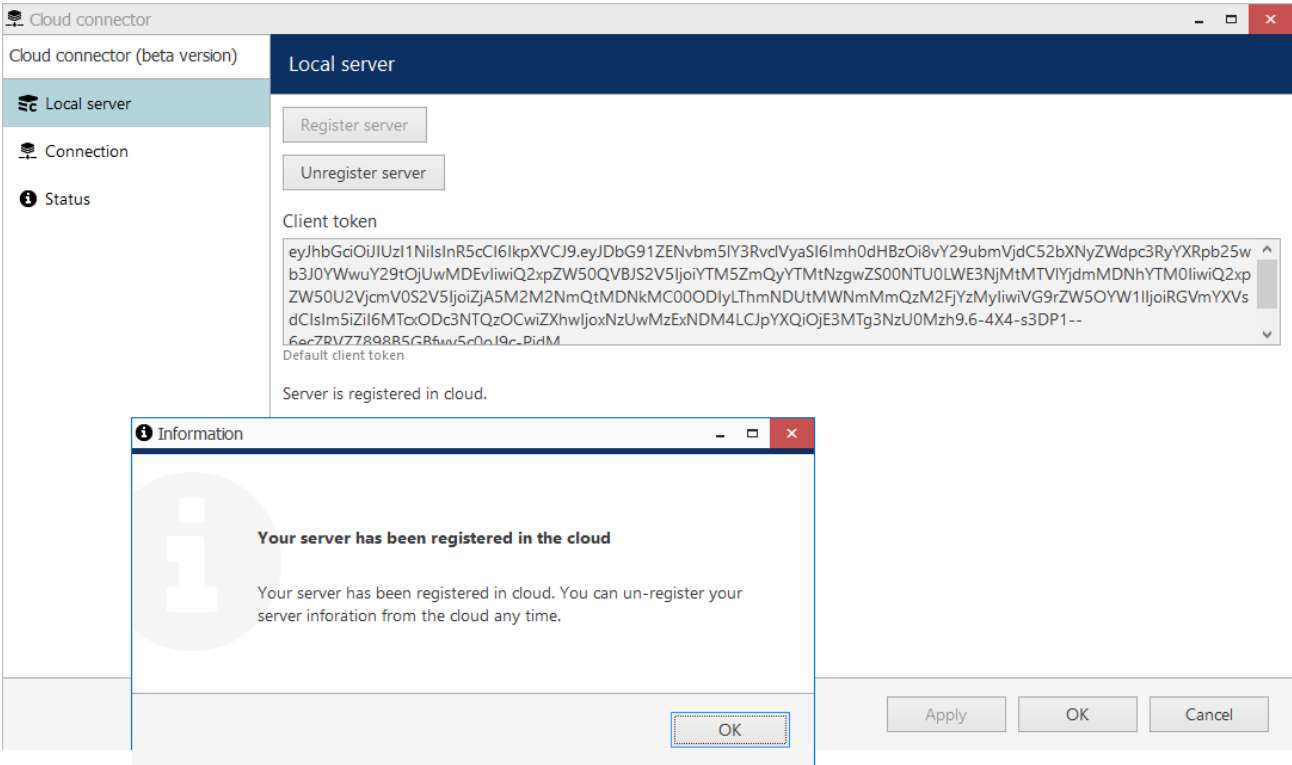 Cloud connector
Cloud connector (beta version)
Local server
Local server
Connection
Status
Register server
Unregister server
Client token
eyJhbGciOiJIUzI1NiIsInR5cCI6IkpXVCJ9.eyJDbG91ZENvbm5lY3RvclVyaSI6Imh0dHBzOi8vY29ubmVjdC52bXNyZWdpc3RyYXRpb25w
b3J0YWwuY29tOjUwMDEvIiwiQ2xpZW50QVBJS2V5IjoiYTM5ZmQyYTMtNzgwZS00NTU0LWE3NjMtMTVlYjdmMDNhYTM0IiwiQ2xp
ZW50U2VjcmV0S2V5IjoiZjA5M2M2NmQtMDNkMC00ODIyLThmNDUtMWNmMmQzM2FjYzMyIiwiVG9rZW5OYW1lIjoiRGVmYXVs
dCIsIm5iZiI6MTcxODc3NTQzOCwiZXhwIjoxNzUwMzExNDM4LCJpYXQiOjE3MTg3NzU0Mzh9.6-4X4-s3DP1--
6ecZRVZ7898B5GBfwv5c0oJ9c-PidM
Default client token
Server is registered in cloud.
Information
Your server has been registered in the cloud
Your server has been registered in cloud. You can un-register your
server inforation from the cloud any time.
OK
Apply
OK
Cancel